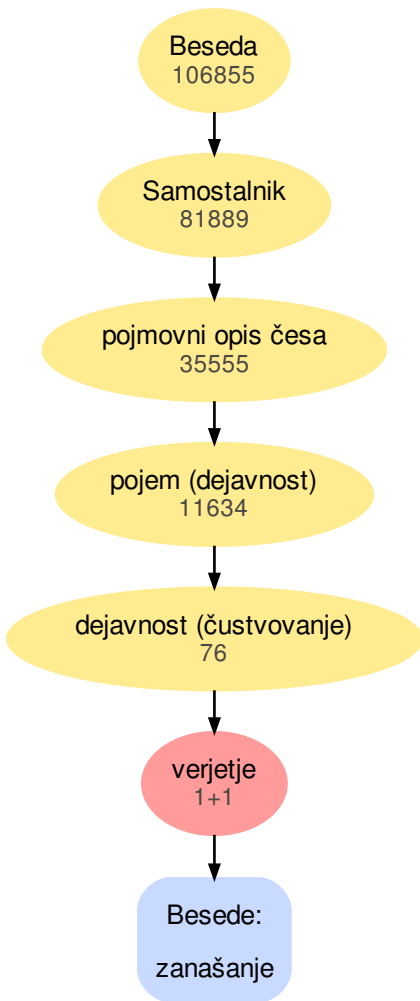 Beseda
106855
Samostalnik
81889
pojmovni opis česa
35555
pojem (dejavnost)
11634
dejavnost (čustvovanje)
76
verjetje
1+1
Besede:
zanašanje